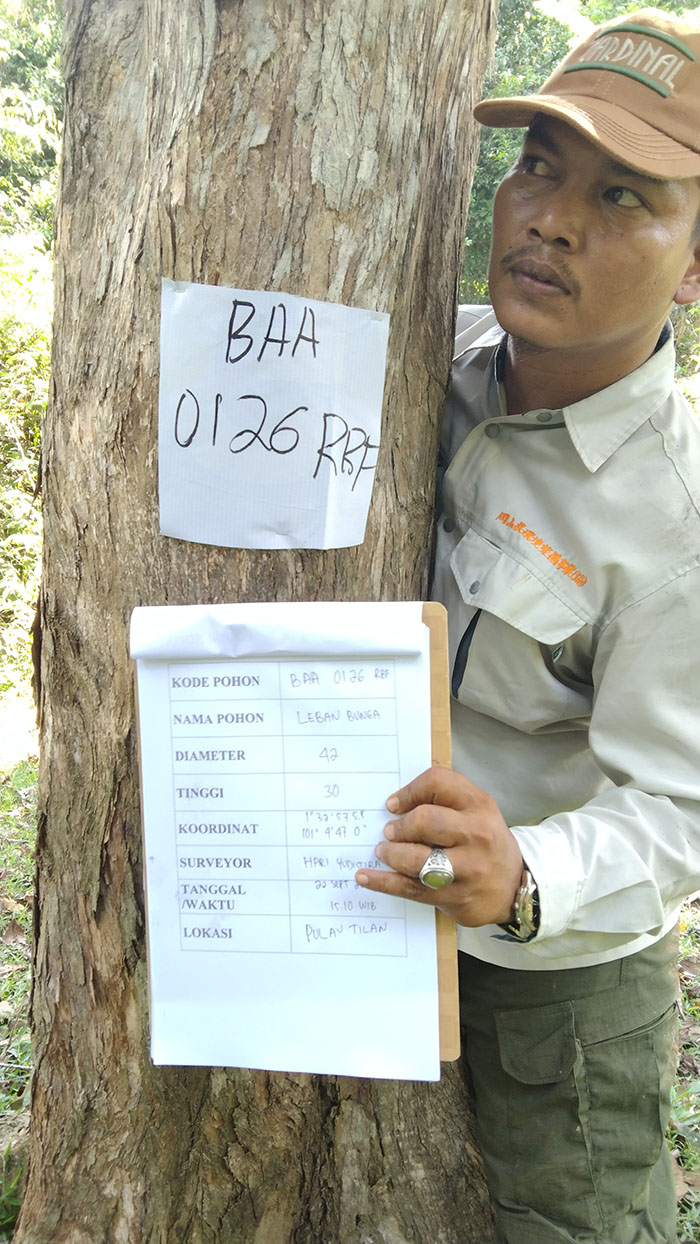 CARDINAL
BAA
0126 RBF
KODE POHON BAA 0126 RBF
NAMA POHON LEBAN BUNGA
DIAMETER 42
TINGGI 30
KOORDINAT 1° 32' 57 5"
101° 9' 47 0"
SURVEYOR HARI YUDISTIRA
TANGGAL 22 SEPT
/WAKTU 15.10 WIB
LOKASI PULAU TILAN